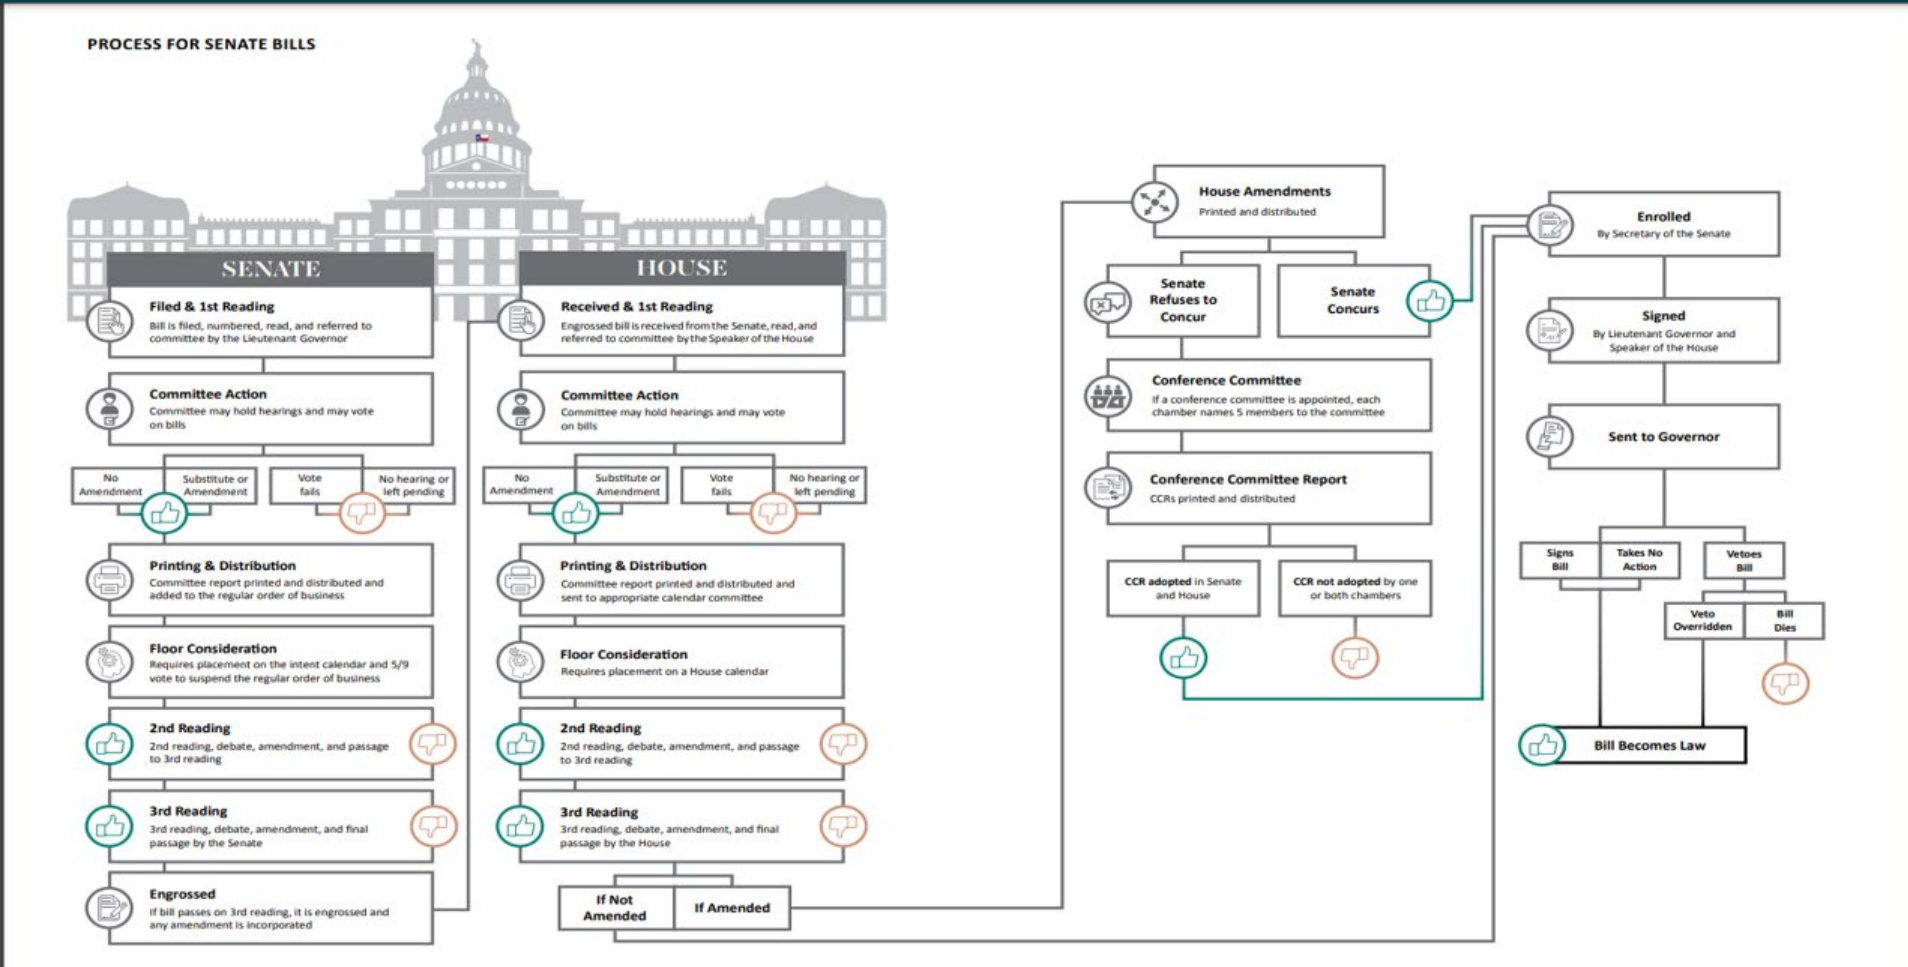 PROCESS FOR SENATE BILLS
SENATE
Filed & 1st Reading
Bill is filed, numbered, read, and referred to
committee by the Lieutenant Governor
Committee Action
Committee may hold hearings and may vote
on bills
No
Amendment
Substitute or
Amendment
Vote
fails
No hearing or
left pending
Printing & Distribution
Committee report printed and distributed and
added to the regular order of business
Floor Consideration
Requires placement on the intent calendar and 5/9
vote to suspend the regular order of business
2nd Reading
2nd reading, debate, amendment, and passage
to 3rd reading
3rd Reading
3rd reading, debate, amendment, and final
passage by the Senate
Engrossed
If bill passes on 3rd reading, it is engrossed and
any amendment is incorporated
HOUSE
Received & 1st Reading
Engrossed bill is received from the Senate, read, and
referred to committee by the Speaker of the House
Committee Action
Committee may hold hearings and may vote
on bills
No
Amendment
Substitute or
Amendment
Vote
fails
No hearing or
left pending
Printing & Distribution
Committee report printed and distributed and
sent to appropriate calendar committee
Floor Consideration
Requires placement on a House calendar
2nd Reading
2nd reading, debate, amendment, and passage
to 3rd reading
3rd Reading
3rd reading, debate, amendment, and final
passage by the House
If Not
Amended
If Amended
House Amendments
Printed and distributed
Senate
Refuses to
Concur
Senate
Concurs
Conference Committee
If a conference committee is appointed, each
chamber names 5 members to the committee
Conference Committee Report
CCRs printed and distributed
CCR adopted in Senate
and House
CCR not adopted by one
or both chambers
Enrolled
By Secretary of the Senate
Signed
By Lieutenant Governor and
Speaker of the House
Sent to Governor
Signs
Bill
Takes No
Action
Vetoes
Bill
Veto
Overridden
Bill
Dies
Bill Becomes Law